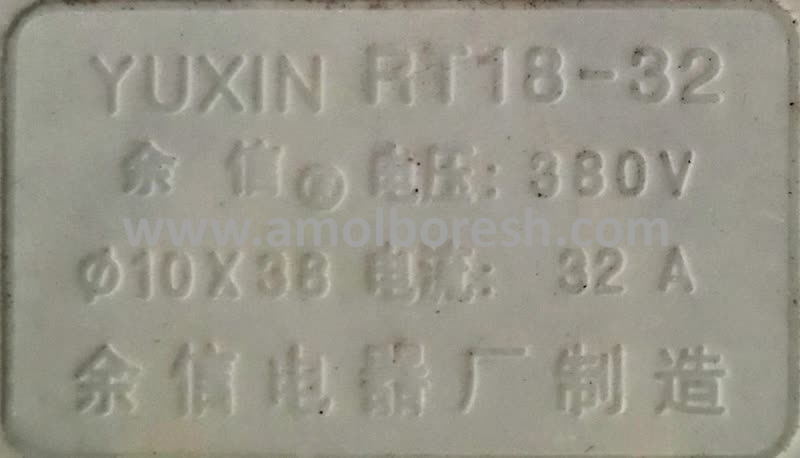 YUXIN RT18-32
余信® 电压: 380V
www.amolboresh.com
φ10X38 电流: 32 A
余信电器厂制造